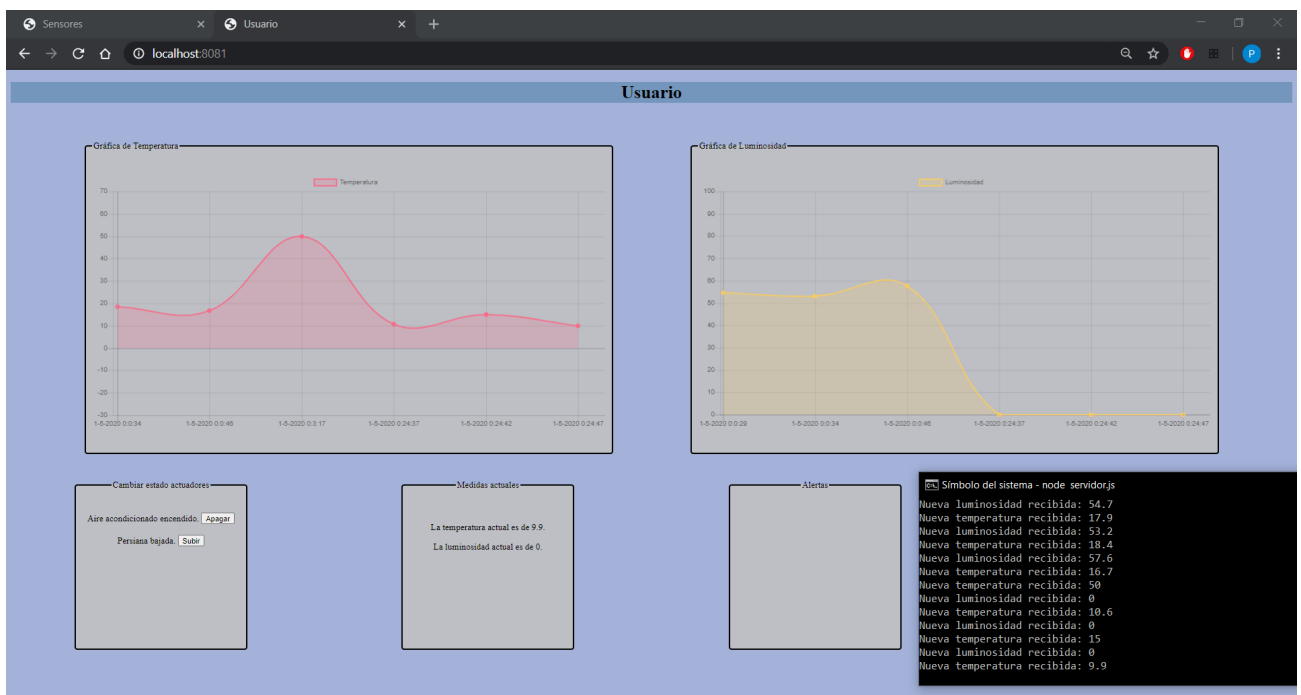 Sensores
Usuario
localhost:8081
P
Usuario
Gráfica de Temperatura
Temperatura
70
60
50
40
30
20
10
0
-10
-20
-30
1-5-2020 0:0:34
1-5-2020 0:0:46
1-5-2020 0:3:17
1-5-2020 0:24:37
1-5-2020 0:24:42
1-5-2020 0:24:47
Gráfica de Luminosidad
Luminosidad
100
90
80
70
60
50
40
30
20
10
0
1-5-2020 0:0:29
1-5-2020 0:0:34
1-5-2020 0:0:46
1-5-2020 0:24:37
1-5-2020 0:24:42
1-5-2020 0:24:47
Cambiar estado actuadores
Aire acondicionado encendido. Apagar
Persiana bajada. Subir
Medidas actuales
La temperatura actual es de 9.9.
La luminosidad actual es de 0.
Alertas
Símbolo del sistema - node servidor.js
Nueva luminosidad recibida: 54.7
Nueva temperatura recibida: 17.9
Nueva luminosidad recibida: 53.2
Nueva temperatura recibida: 18.4
Nueva luminosidad recibida: 57.6
Nueva temperatura recibida: 16.7
Nueva temperatura recibida: 50
Nueva luminosidad recibida: 0
Nueva temperatura recibida: 10.6
Nueva luminosidad recibida: 0
Nueva temperatura recibida: 15
Nueva luminosidad recibida: 0
Nueva temperatura recibida: 9.9